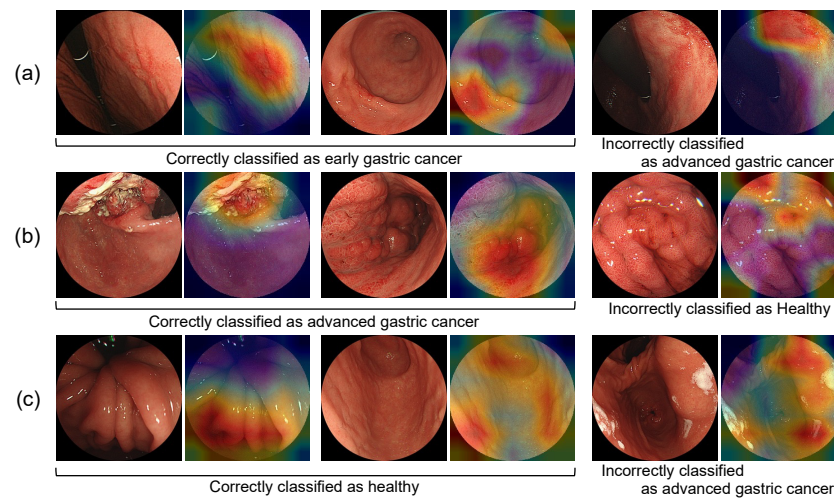 (a)
Correctly classified as early gastric cancer
Incorrectly classified
as advanced gastric cancer
(b)
Correctly classified as advanced gastric cancer
Incorrectly classified as Healthy
(c)
Correctly classified as healthy
Incorrectly classified
as advanced gastric cancer